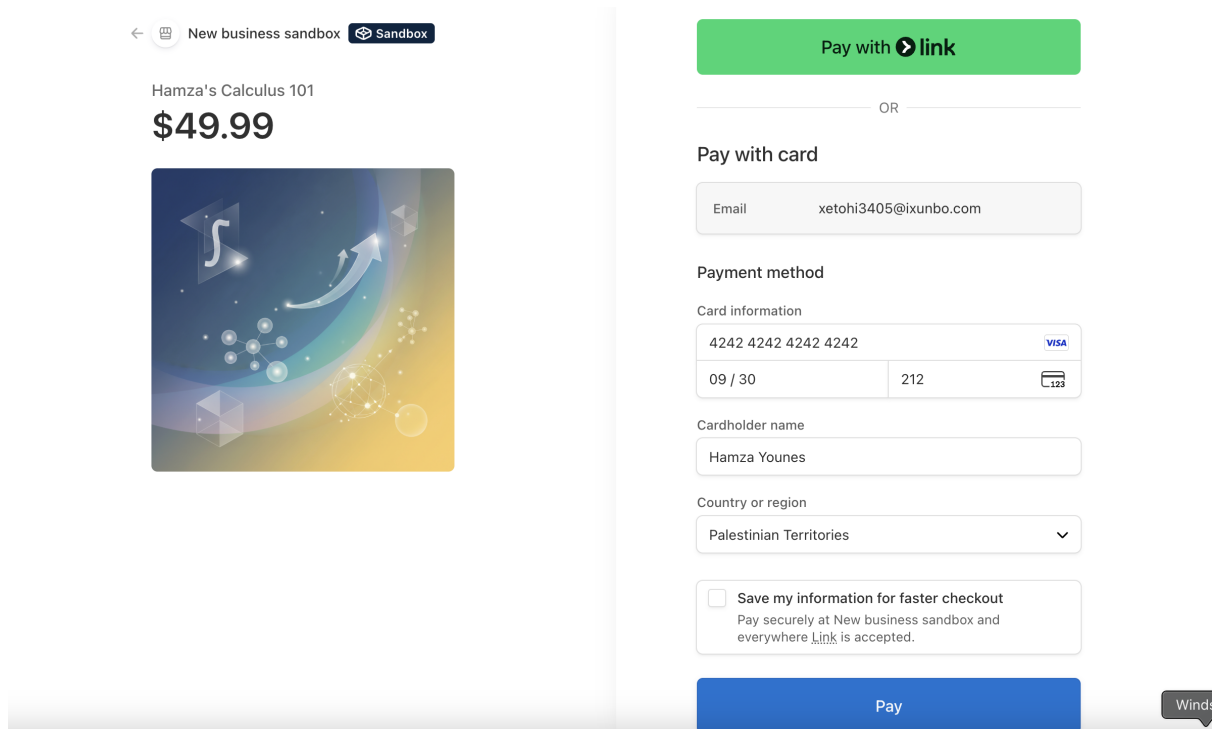 New business sandbox Sandbox
Hamza's Calculus 101
$49.99
∫
Pay with link
OR
Pay with card
Email xetohi3405@ixunbo.com
Payment method
Card information
4242 4242 4242 4242 VISA
09 / 30 212 123
Cardholder name
Hamza Younes
Country or region
Palestinian Territories
Save my information for faster checkout
Pay securely at New business sandbox and
everywhere Link is accepted.
Pay
Winds